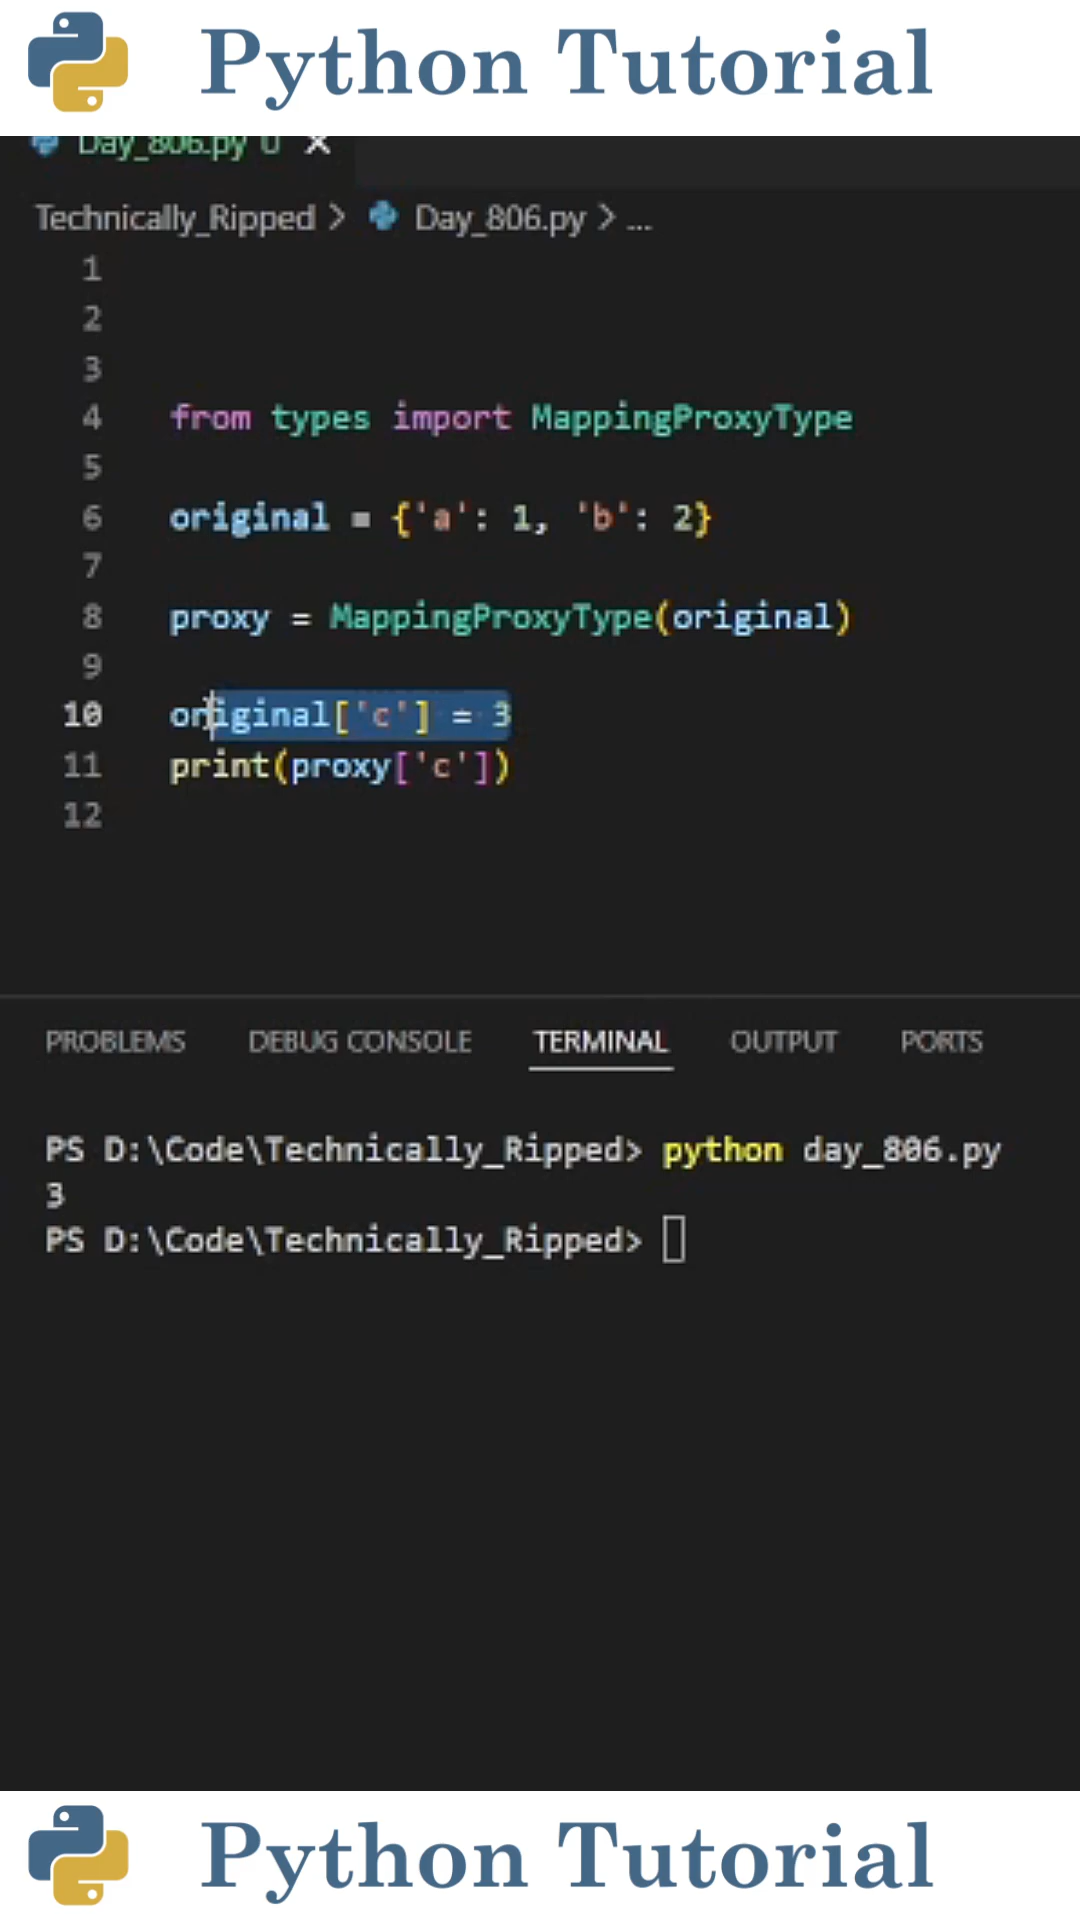 Python Tutorial
Day_806.py U X
Technically_Ripped > Day_806.py > ...
1
2
3
4 from types import MappingProxyType
5
6 original = {'a': 1, 'b': 2}
7
8 proxy = MappingProxyType(original)
9
10 original['c'] = 3
11 print(proxy['c'])
12
PROBLEMS DEBUG CONSOLE TERMINAL OUTPUT PORTS
PS D:\Code\Technically_Ripped> python day_806.py
3
PS D:\Code\Technically_Ripped>
Python Tutorial